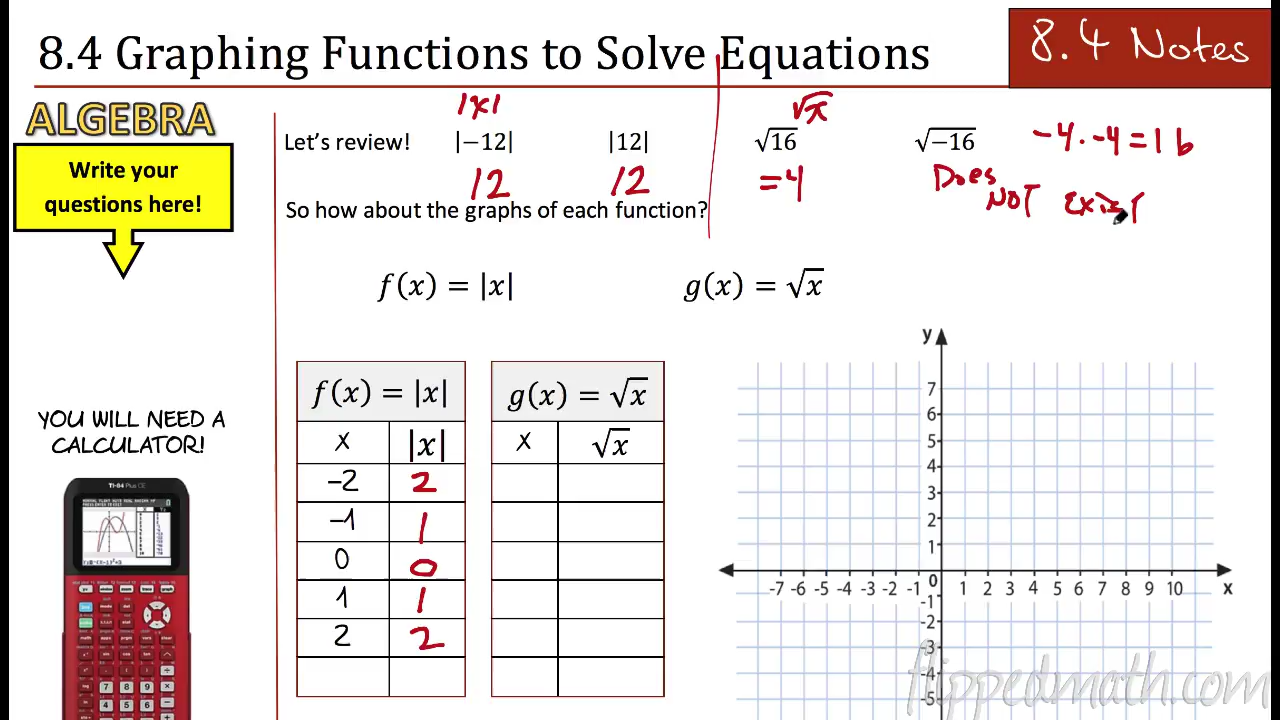 8.4 Graphing Functions to Solve Equations
8.4 Notes
ALGEBRA
Write your
questions here!
|x| √x
Let's review! |−12| |12| √16 √−16 -4 · -4 = 16
12 12 = 4 Does
NOT Exist
So how about the graphs of each function?
f(x) = |x| g(x) = √x
YOU WILL NEED A
CALCULATOR!
TI-84 Plus CE
f(x) = |x|
x |x|
-2 2
-1 1
0 0
1 1
2 2
g(x) = √x
x √x
y
7
6
5
4
3
2
1
0
-7 -6 -5 -4 -3 -2 -1 1 2 3 4 5 6 7 8 9 10 x
-1
-2
-3
-4
-5
flippedmath.com